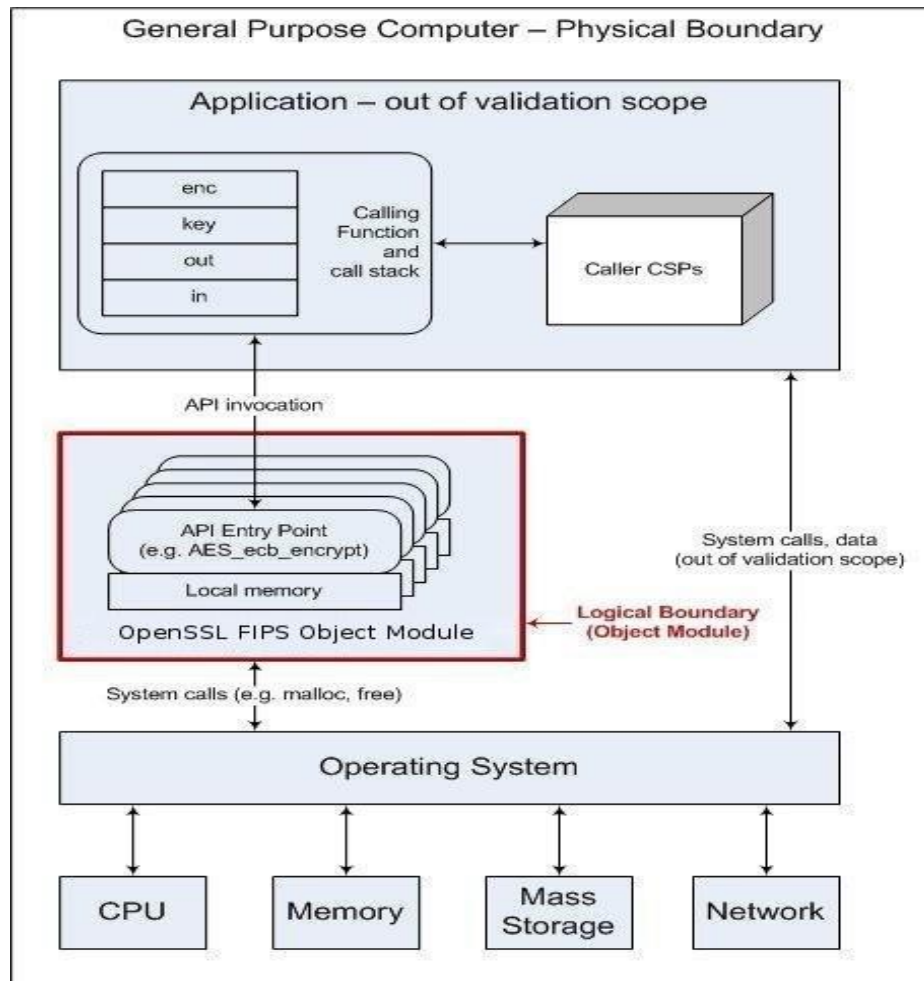 General Purpose Computer – Physical Boundary
Application – out of validation scope
enc
key
out
in
Calling
Function
and
call stack
Caller CSPs
API invocation
API Entry Point
(e.g. AES_ecb_encrypt)
Local memory
OpenSSL FIPS Object Module
System calls, data
(out of validation scope)
Logical Boundary
(Object Module)
System calls (e.g. malloc, free)
Operating System
CPU
Memory
Mass
Storage
Network